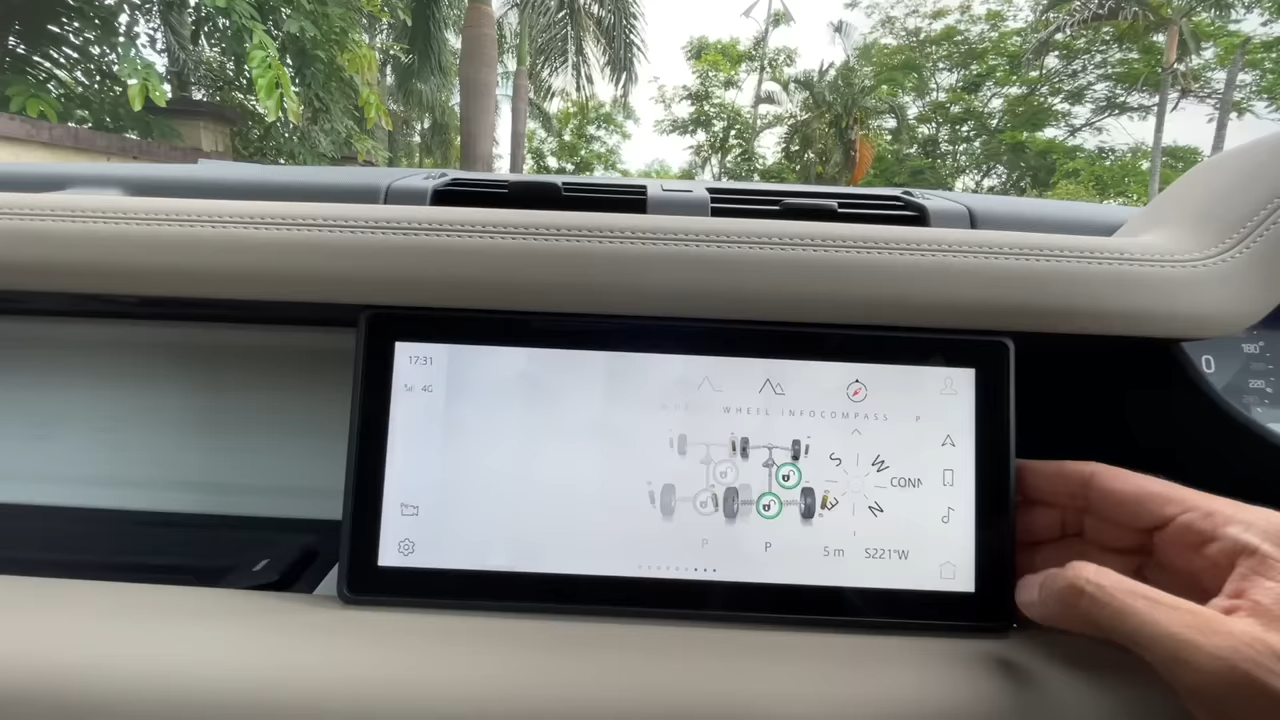 17:31
4G
WHEEL INFO
COMPASS
P
S
W
E
N
CONN
P
P
5 m
S221°W
0
180°
220